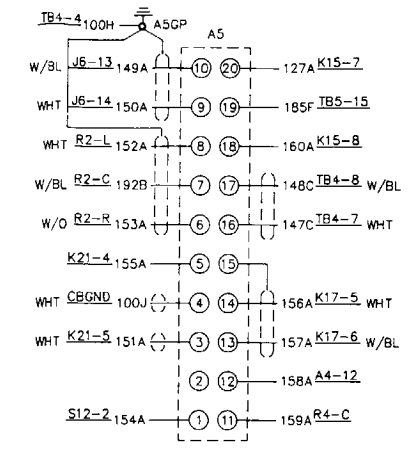 TB4-4 100H A5GP
A5
W/BL J6-13 149A 10 20 127A K15-7
WHT J6-14 150A 9 19 185F TB5-15
WHT R2-L 152A 8 18 160A K15-8
W/BL R2-C 192B 7 17 148C TB4-8 W/BL
W/O R2-R 153A 6 16 147C TB4-7 WHT
K21-4 155A 5 15
WHT CBGND 100J 4 14 156A K17-5 WHT
WHT K21-5 151A 3 13 157A K17-6 W/BL
2 12 158A A4-12
S12-2 154A 1 11 159A R4-C